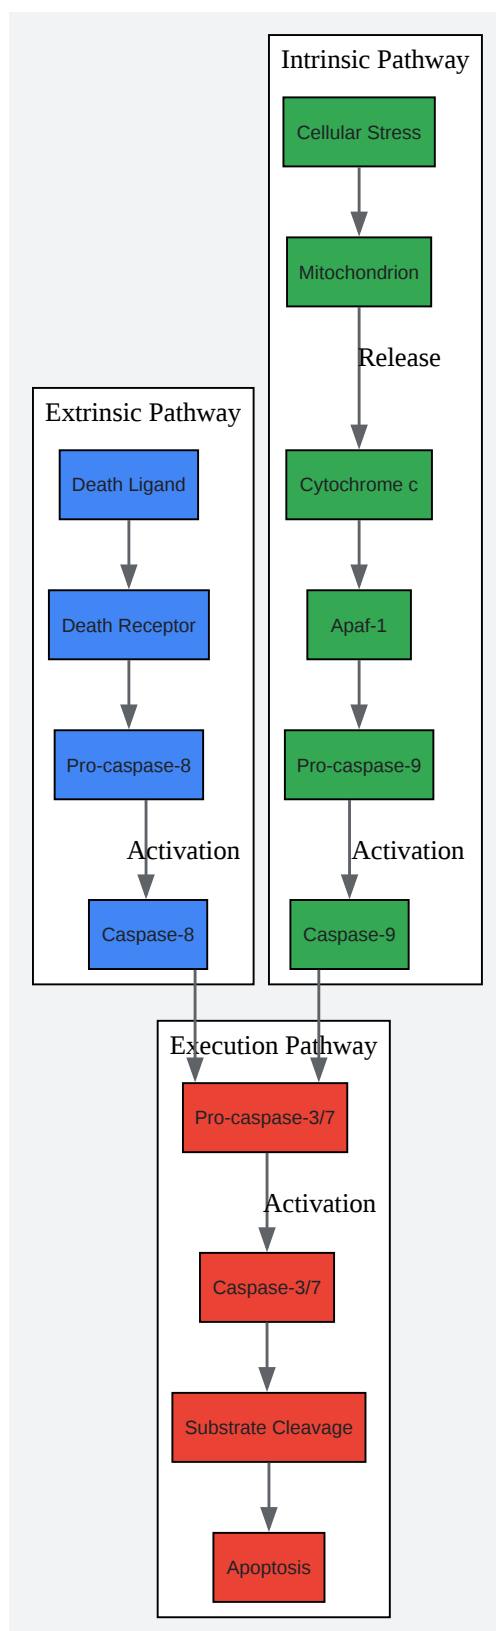 Intrinsic Pathway
Cellular Stress
Mitochondrion
Release
Cytochrome c
Apaf-1
Pro-caspase-9
Activation
Caspase-9
Extrinsic Pathway
Death Ligand
Death Receptor
Pro-caspase-8
Activation
Caspase-8
Execution Pathway
Pro-caspase-3/7
Activation
Caspase-3/7
Substrate Cleavage
Apoptosis